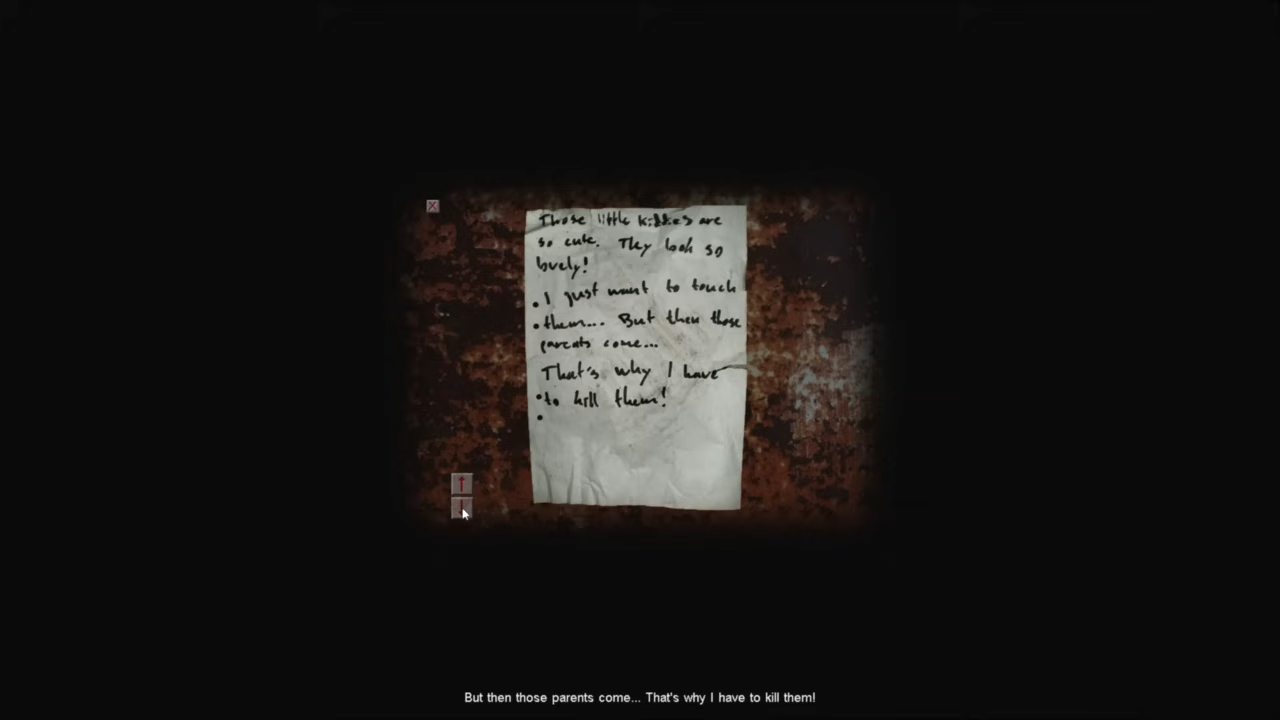 Those little kitties are
so cute. They look so
lovely!
I just want to touch
them... But then those
parents come...
That's why I have
to kill them!
But then those parents come... That's why I have to kill them!